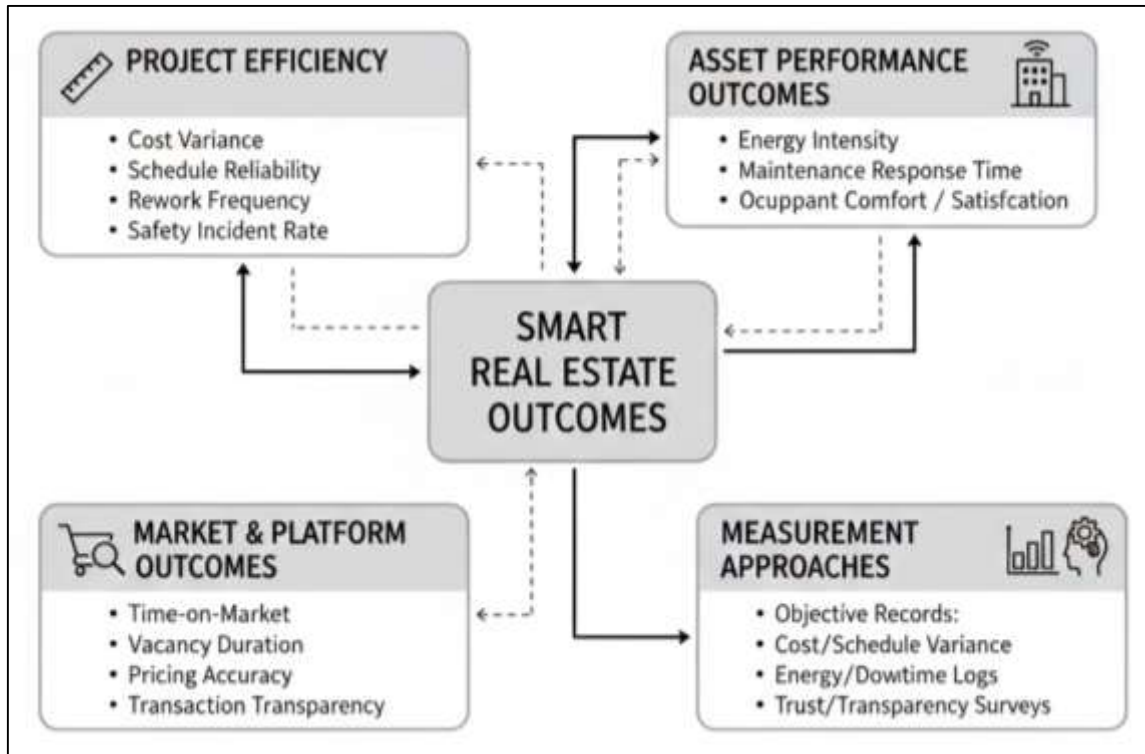 PROJECT EFFICIENCY
• Cost Variance
• Schedule Reliability
• Rework Frequency
• Safety Incident Rate
ASSET PERFORMANCE
OUTCOMES
• Energy Intensity
• Maintenance Response Time
• Ocuppant Comfort / Satisfcation
SMART
REAL ESTATE
OUTCOMES
MARKET & PLATFORM
OUTCOMES
• Time-on-Market
• Vacancy Duration
• Pricing Accuracy
• Transaction Transparency
MEASUREMENT
APPROACHES
• Objective Records:
• Cost/Schedule Variance
• Energy/Dowtime Logs
• Trust/Transparency Surveys